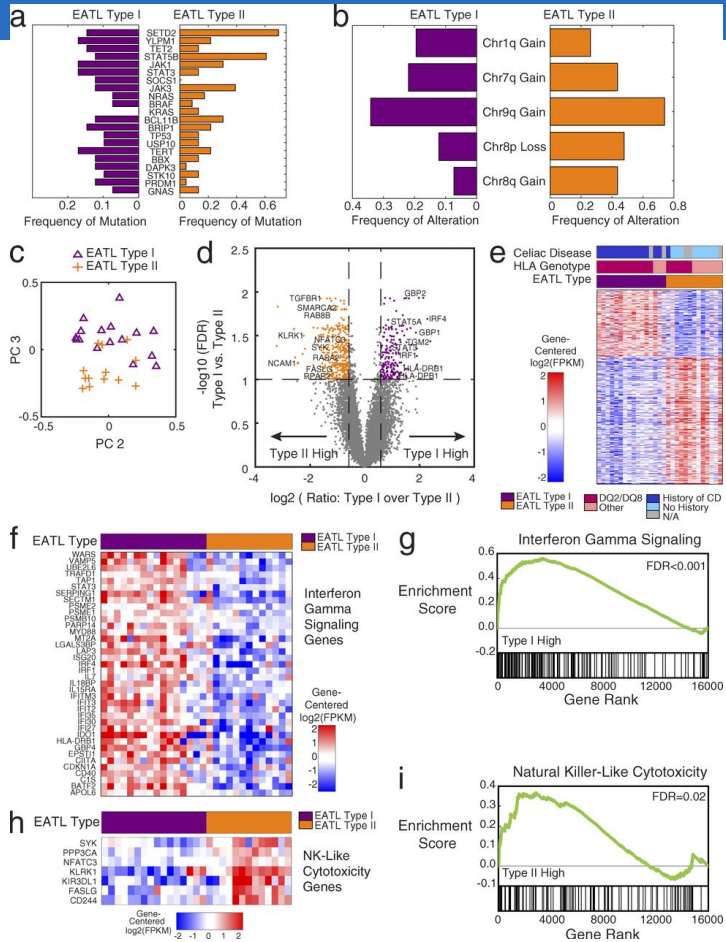 a
EATL Type I
EATL Type II
SETD2
YLPM1
TET2
STAT5B
JAK1
STAT3
SOCS1
JAK3
NRAS
BRAF
KRAS
BCL11B
BRIP1
TP53
USP10
TERT
BBX
DAPK3
STK10
PRDM1
GNAS
0.2 0.1 0
0 0.2 0.4 0.6
Frequency of Mutation
Frequency of Mutation
b
EATL Type I
EATL Type II
Chr1q Gain
Chr7q Gain
Chr9q Gain
Chr8p Loss
Chr8q Gain
0.4 0.3 0.2 0.1 0
0 0.2 0.4 0.6 0.8
Frequency of Alteration
Frequency of Alteration
c
EATL Type I
EATL Type II
0.5
0
-0.5
PC 3
-0.5 0 0.5
PC 2
d
2.5
2
1.5
1
0.5
0
-log10 (FDR)
Type I vs. Type II
TGFBR1
SMARCA2
RAB8B
KLRK1
NFATC3
SYK
RASA2
NCAM1
FASLG
PPAP2
GBP2
IRF4
STAT5A
GBP1
TGM2
STAT3
IRF1
HLA-DRB1
HLA-DPB1
Type II High
Type I High
-4 -2 0 2 4
log2 ( Ratio: Type I over Type II )
e
Celiac Disease
HLA Genotype
EATL Type
Gene-
Centered
log2(FPKM)
2
1
0
-1
-2
EATL Type I
EATL Type II
DQ2/DQ8
Other
History of CD
No History
N/A
f
EATL Type
EATL Type I
EATL Type II
WARS
VAMP5
UBE2L6
TRAFD1
TAP1
STAT3
SERPING1
SECTM1
PSME2
PSME1
PSMB10
PARP14
MYD88
MT2A
LGALS3BP
LAP3
ISG20
IRF4
IRF1
IL7
IL18BP
IL15RA
IFITM3
IFIT3
IFIT2
IFI35
IFI30
IFI27
IDO1
HLA-DRB1
GBP4
EPSTI1
CIITA
CDKN1A
CD40
C1S
BATF2
APOL6
Interferon
Gamma
Signaling
Genes
Gene-
Centered
log2(FPKM)
2
1
0
-1
-2
g
Interferon Gamma Signaling
Enrichment
Score
0.6
0.4
0.2
0.0
-0.2
FDR<0.001
Type I High
0 4000 8000 12000 16000
Gene Rank
h
EATL Type
EATL Type I
EATL Type II
SYK
PPP3CA
NFATC3
KLRK1
KIR3DL1
FASLG
CD244
NK-Like
Cytotoxicity
Genes
Gene-
Centered
log2(FPKM)
-2 -1 0 1 2
i
Natural Killer-Like Cytotoxicity
Enrichment
Score
0.4
0.3
0.2
0.1
0.0
-0.1
FDR=0.02
Type II High
0 4000 8000 12000 16000
Gene Rank